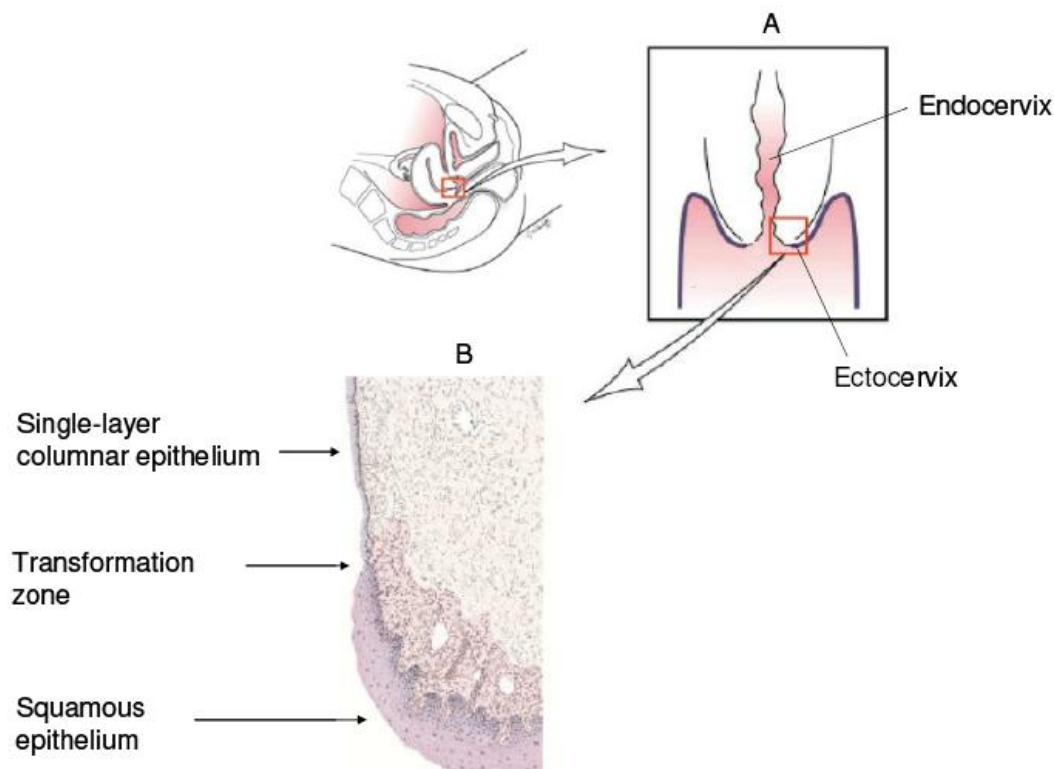 A
Endocervix
Ectocervix
B
Single-layer
columnar epithelium
Transformation
zone
Squamous
epithelium